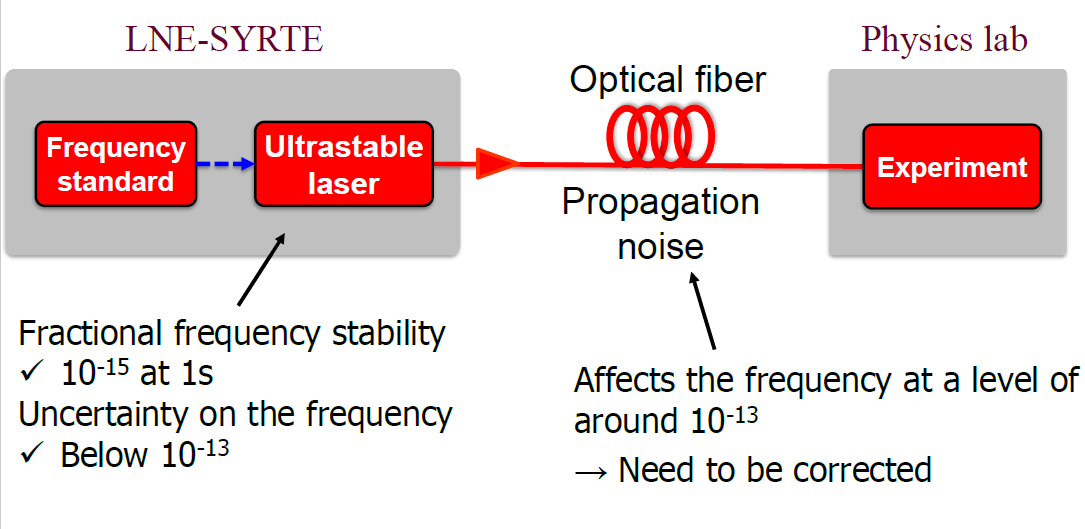 LNE-SYRTE
Physics lab
Optical fiber
Frequency
standard
Ultrastable
laser
Experiment
Propagation
noise
Fractional frequency stability
✓ 10⁻¹⁵ at 1s
Uncertainty on the frequency
✓ Below 10⁻¹³
Affects the frequency at a level of
around 10⁻¹³
→ Need to be corrected